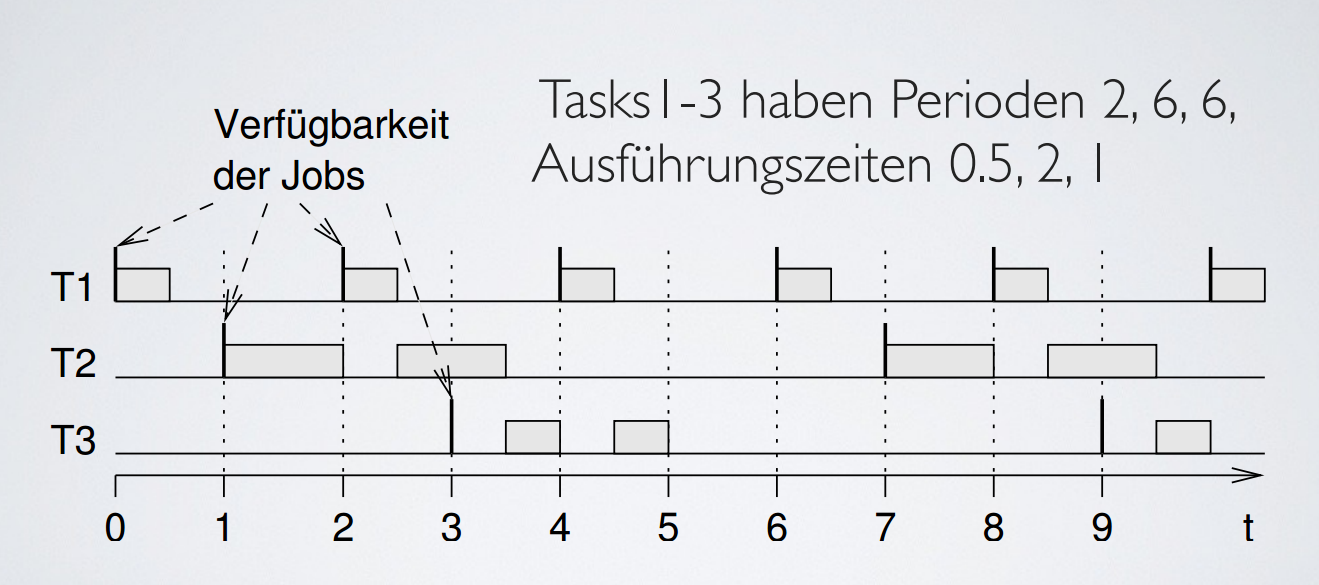 Tasks1-3 haben Perioden 2, 6, 6,
Ausführungszeiten 0.5, 2, 1
Verfügbarkeit
der Jobs
T1
T2
T3
0 1 2 3 4 5 6 7 8 9 t